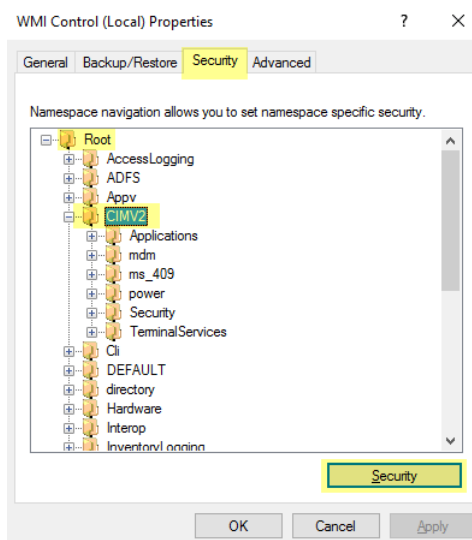 WMI Control (Local) Properties ? ×
General Backup/Restore Security Advanced
Namespace navigation allows you to set namespace specific security.
Root
AccessLogging
ADFS
Appv
CIMV2
Applications
mdm
ms_409
power
Security
TerminalServices
Cli
DEFAULT
directory
Hardware
Interop
InventoryLogging
Security
OK Cancel Apply